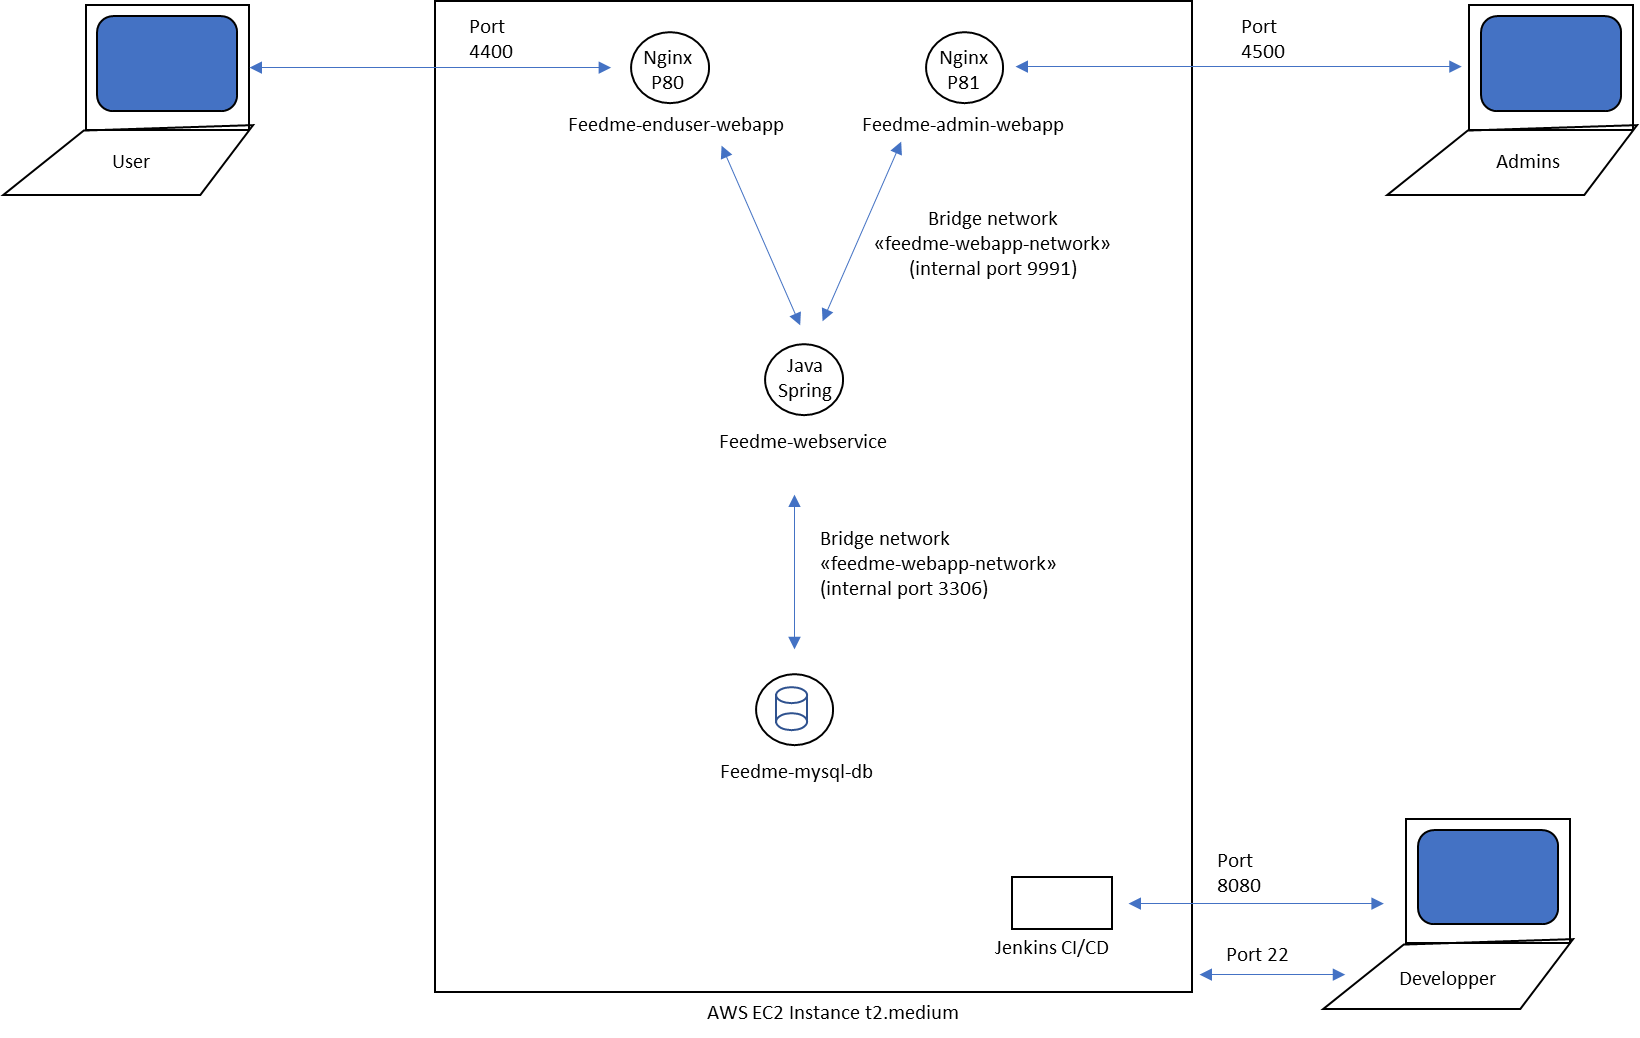 Port
4400
Nginx
P80
Nginx
P81
Port
4500
Feedme-enduser-webapp
Feedme-admin-webapp
User
Admins
Bridge network
«feedme-webapp-network»
(internal port 9991)
Java
Spring
Feedme-webservice
Bridge network
«feedme-webapp-network»
(internal port 3306)
Feedme-mysql-db
Port
8080
Jenkins CI/CD
Port 22
Developper
AWS EC2 Instance t2.medium